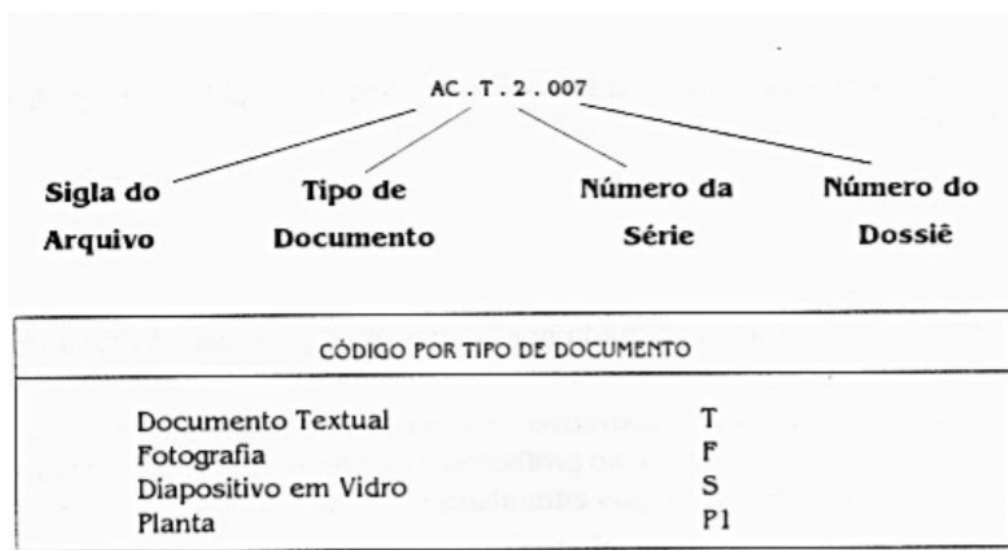 AC . T . 2 . 007
Sigla do Tipo de Número da Número do
Arquivo Documento Série Dossiê
CÓDIGO POR TIPO DE DOCUMENTO
Documento Textual T
Fotografia F
Diapositivo em Vidro S
Planta Pl